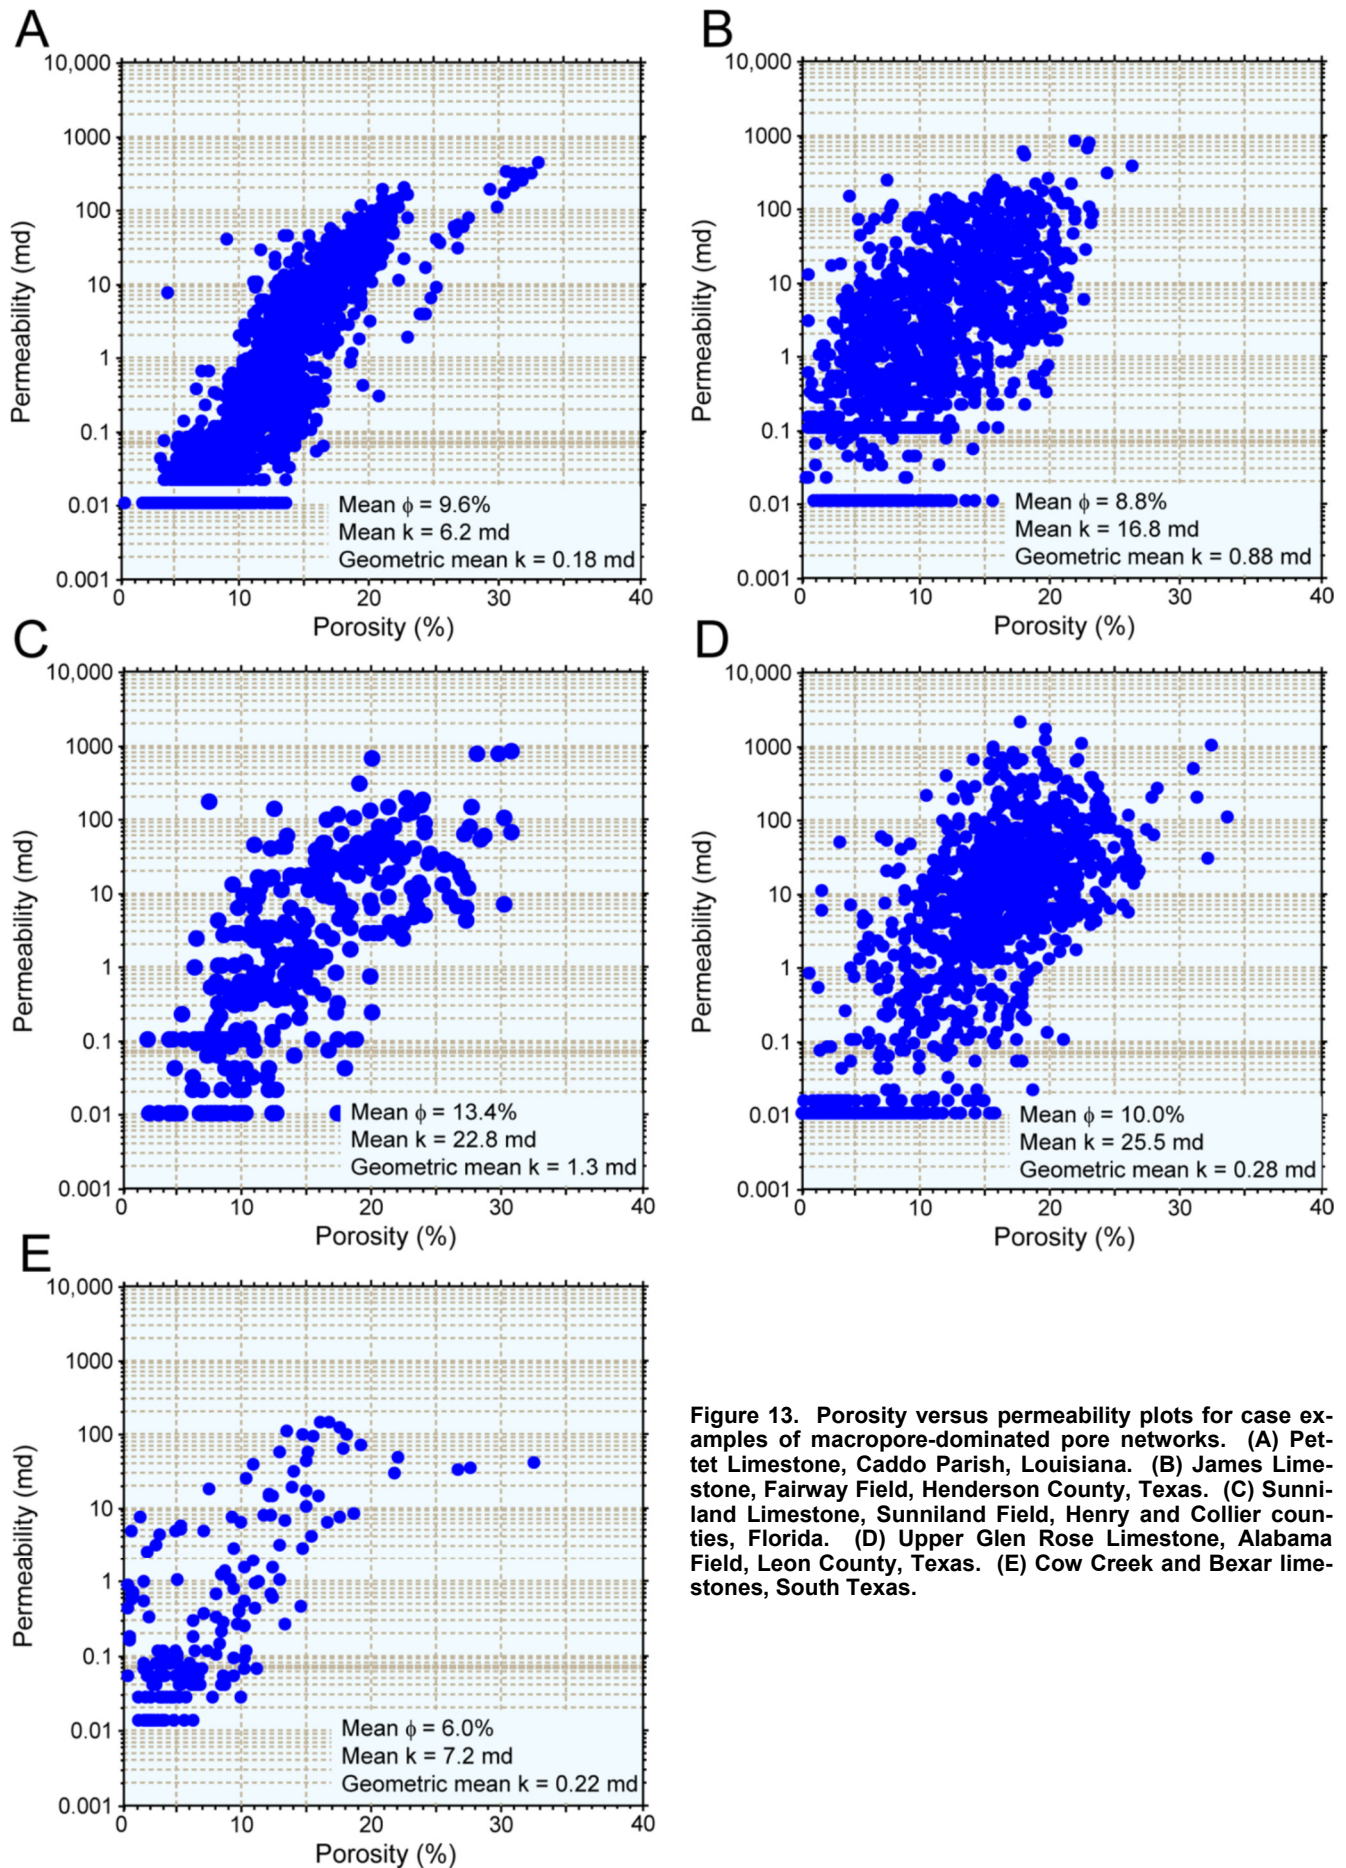 A
10,000
1000
100
10
1
0.1
0.01
0.001
Permeability (md)
Mean ϕ = 9.6%
Mean k = 6.2 md
Geometric mean k = 0.18 md
0 10 20 30 40
Porosity (%)
B
10,000
1000
100
10
1
0.1
0.01
0.001
Permeability (md)
Mean ϕ = 8.8%
Mean k = 16.8 md
Geometric mean k = 0.88 md
0 10 20 30 40
Porosity (%)
C
10,000
1000
100
10
1
0.1
0.01
0.001
Permeability (md)
Mean ϕ = 13.4%
Mean k = 22.8 md
Geometric mean k = 1.3 md
0 10 20 30 40
Porosity (%)
D
10,000
1000
100
10
1
0.1
0.01
0.001
Permeability (md)
Mean ϕ = 10.0%
Mean k = 25.5 md
Geometric mean k = 0.28 md
0 10 20 30 40
Porosity (%)
E
10,000
1000
100
10
1
0.1
0.01
0.001
Permeability (md)
Mean ϕ = 6.0%
Mean k = 7.2 md
Geometric mean k = 0.22 md
0 10 20 30 40
Porosity (%)
Figure 13. Porosity versus permeability plots for case ex-
amples of macropore-dominated pore networks. (A) Pet-
tet Limestone, Caddo Parish, Louisiana. (B) James Lime-
stone, Fairway Field, Henderson County, Texas. (C) Sunni-
land Limestone, Sunniland Field, Henry and Collier coun-
ties, Florida. (D) Upper Glen Rose Limestone, Alabama
Field, Leon County, Texas. (E) Cow Creek and Bexar lime-
stones, South Texas.